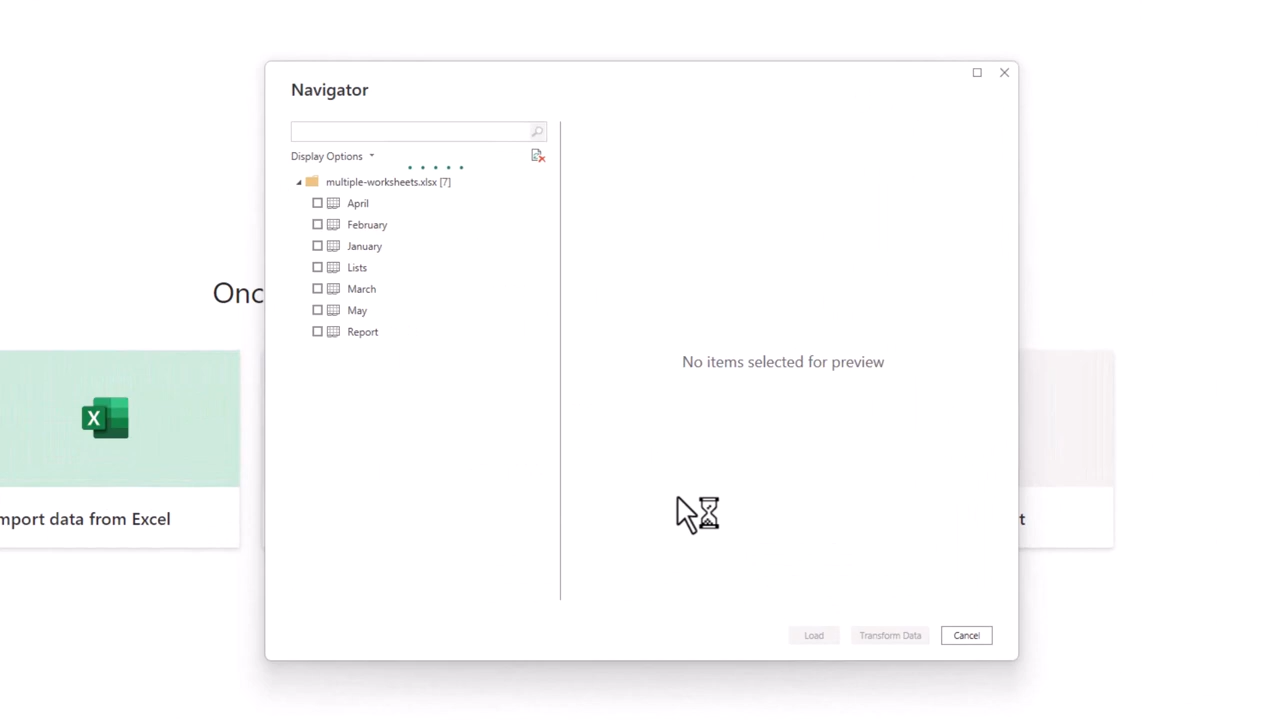 Navigator
Display Options
multiple-worksheets.xlsx [7]
April
February
January
Lists
March
May
Report
Onc
No items selected for preview
X
mport data from Excel
t
Load
Transform Data
Cancel